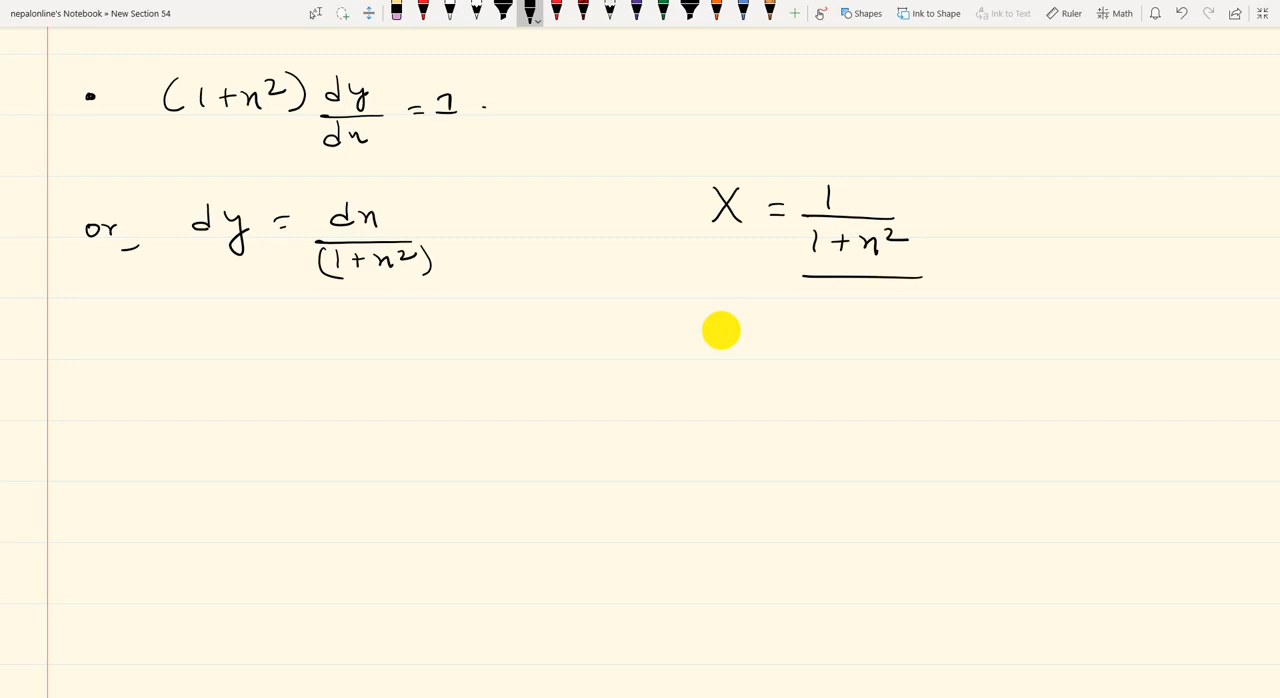 nepalonline's Notebook » New Section 54
Shapes
Ink to Shape
Ink to Text
Ruler
Math
• (1+x²) dy/dx = 1.
or, dy = dx/(1+x²)
X = 1/(1+x²)